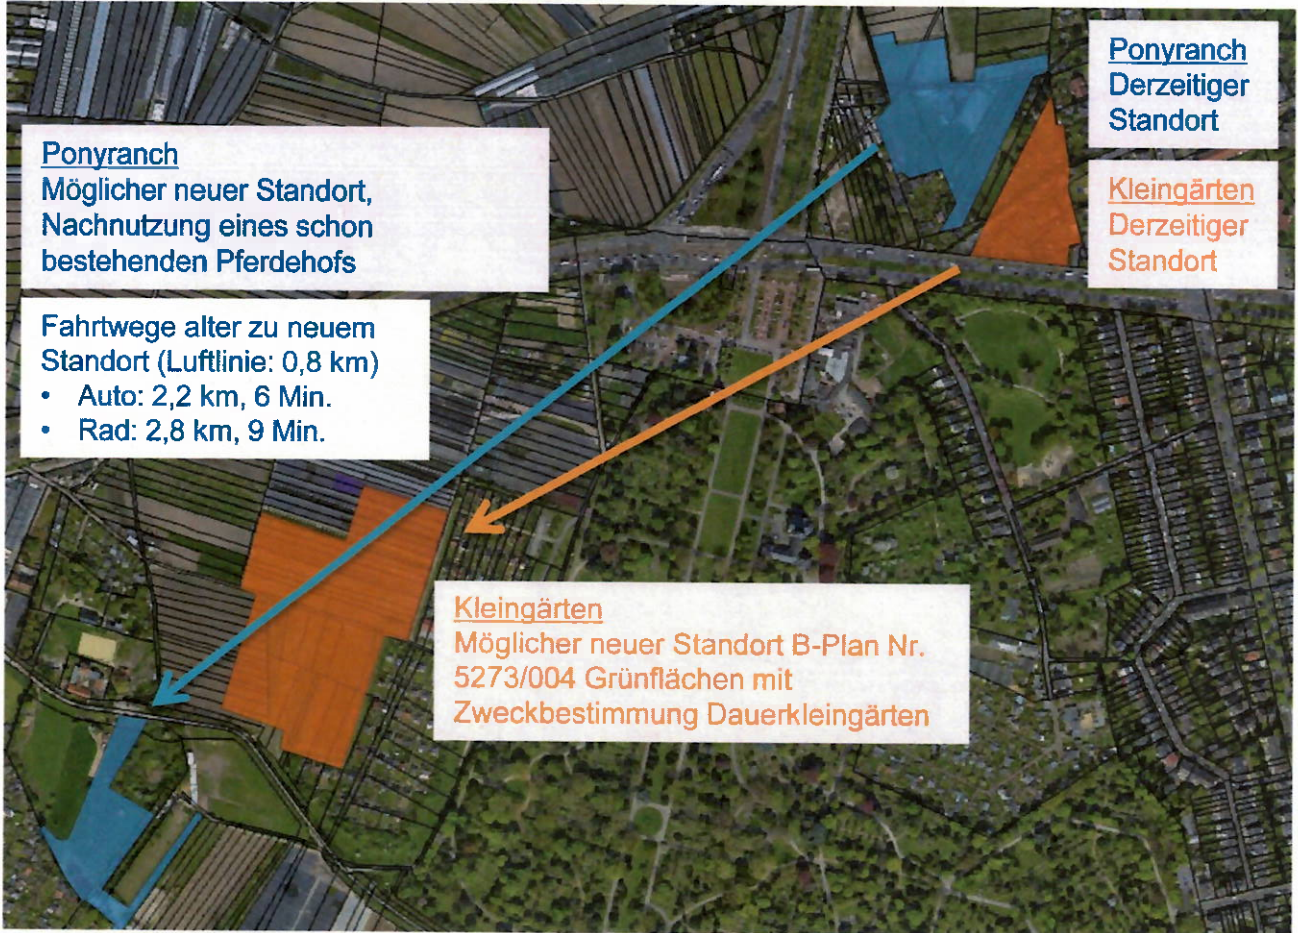 Ponyranch
Derzeitiger
Standort
Kleingärten
Derzeitiger
Standort
Ponyranch
Möglicher neuer Standort,
Nachnutzung eines schon
bestehenden Pferdehofs
Fahrtwege alter zu neuem
Standort (Luftlinie: 0,8 km)
• Auto: 2,2 km, 6 Min.
• Rad: 2,8 km, 9 Min.
Kleingärten
Möglicher neuer Standort B-Plan Nr.
5273/004 Grünflächen mit
Zweckbestimmung Dauerkleingärten